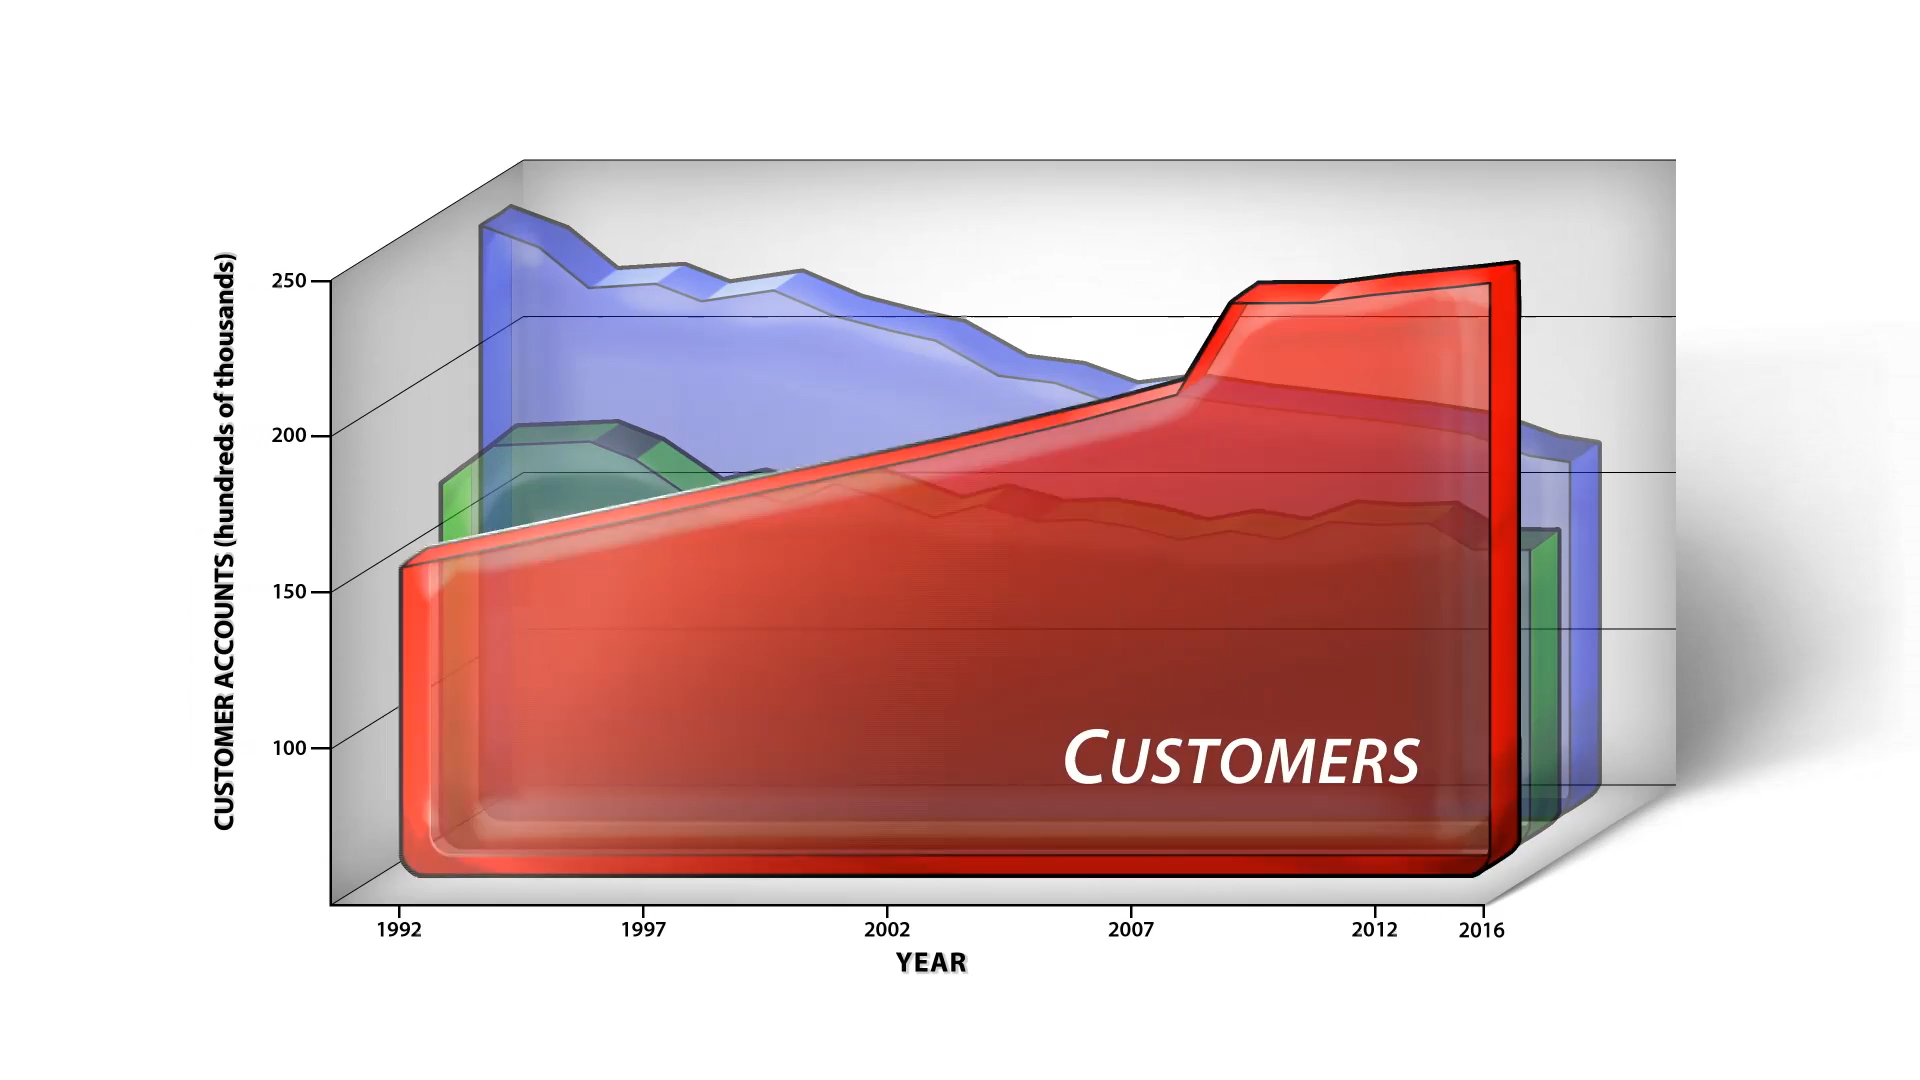 CUSTOMER ACCOUNTS (hundreds of thousands)
250
200
150
100
CUSTOMERS
1992 1997 2002 2007 2012 2016
YEAR